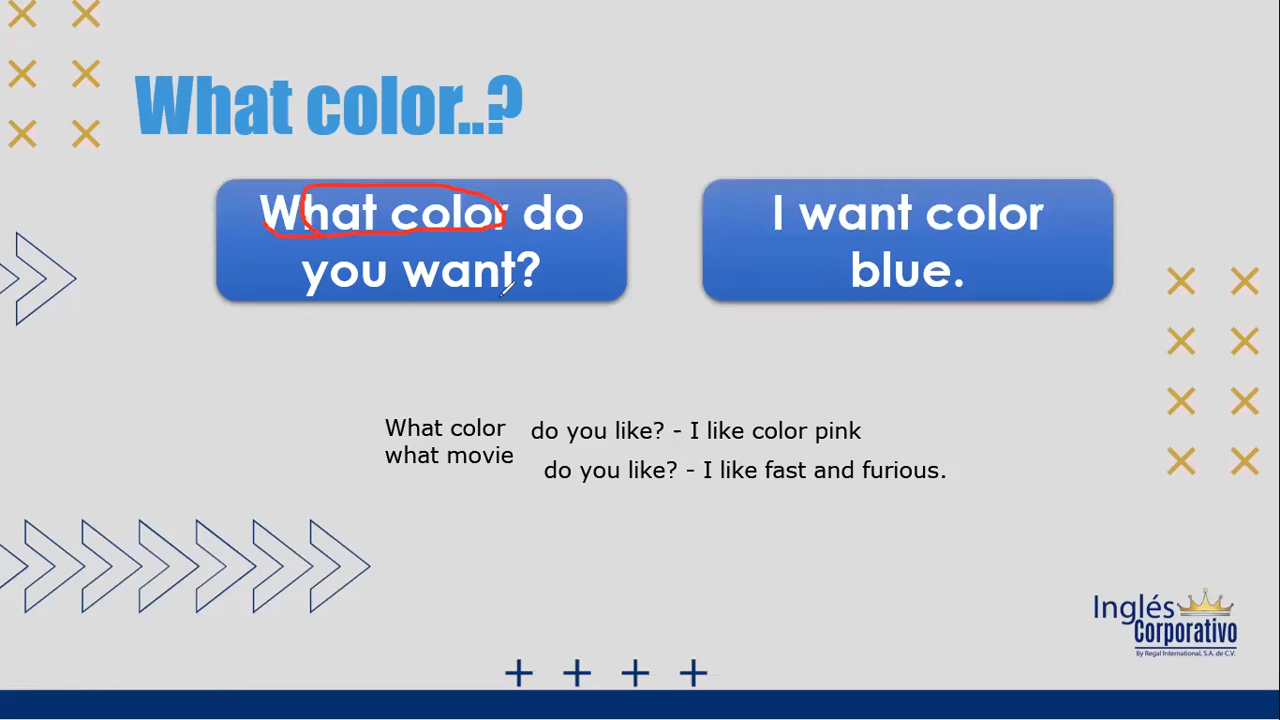 What color..?
What color do
you want?
I want color
blue.
What color
do you like? - I like color pink
what movie
do you like? - I like fast and furious.
Inglés
Corporativo
By Regal International, S.A. de C.V.